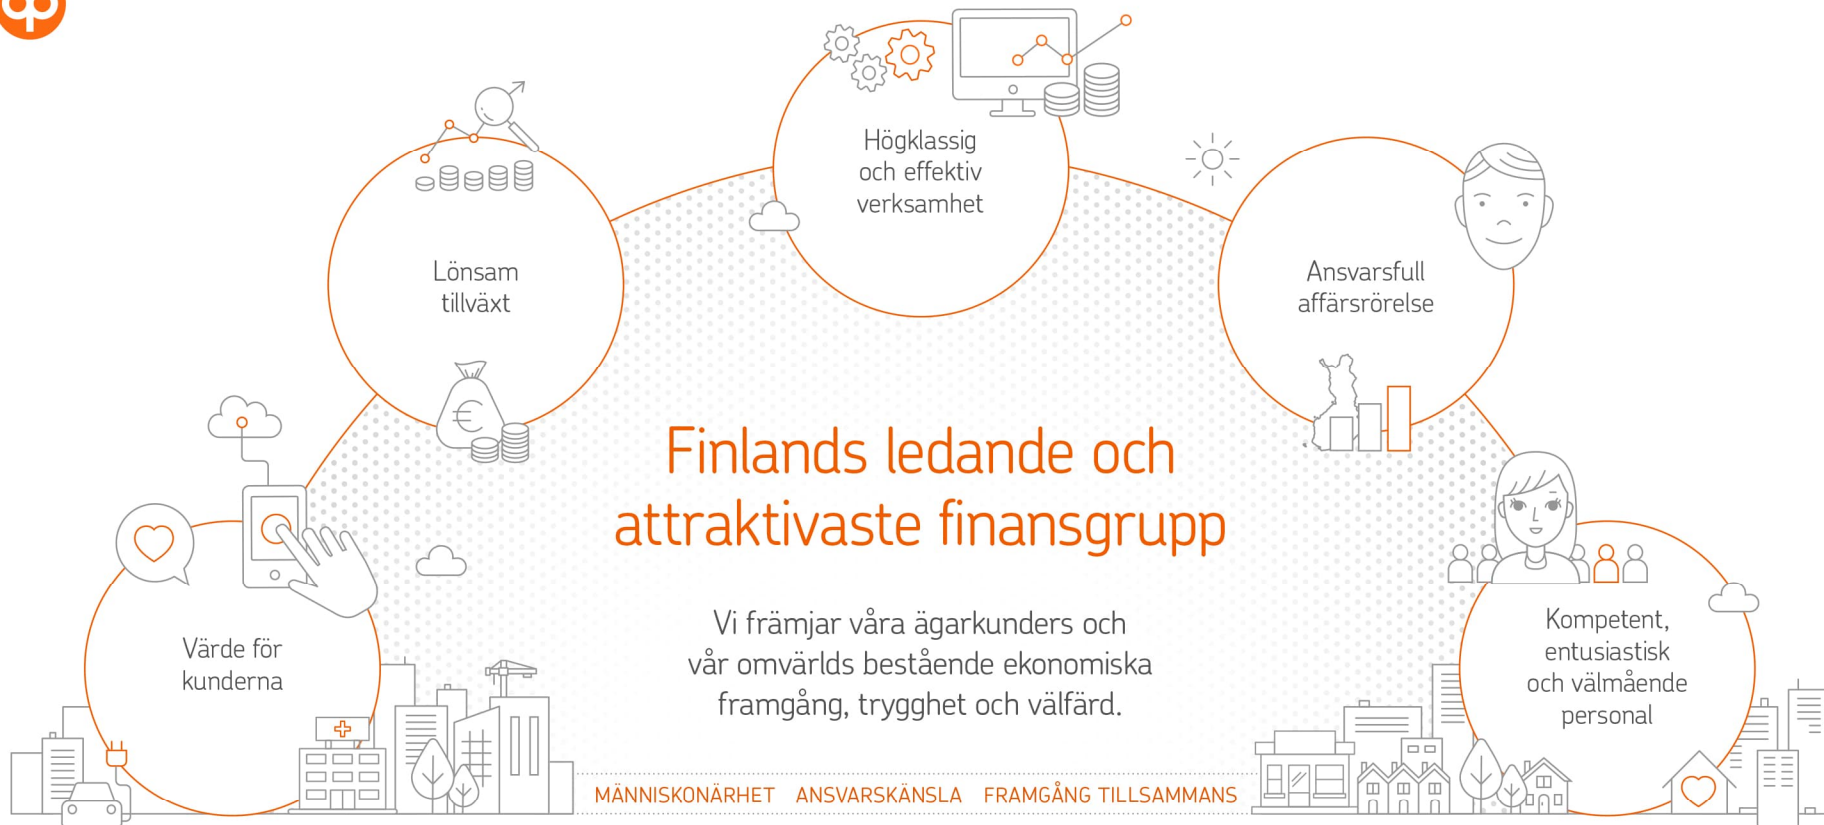 op
Högklassig
och effektiv
verksamhet
Lönsam
tillväxt
Ansvarsfull
affärsrörelse
Finlands ledande och
attraktivaste finansgrupp
Vi främjar våra ägarkunders och
vår omvärlds bestående ekonomiska
framgång, trygghet och välfärd.
Värde för
kunderna
Kompetent,
entusiastisk
och välmående
personal
MÄNNISKONÄRHET ANSVARSKÄNSLA FRAMGÅNG TILLSAMMANS